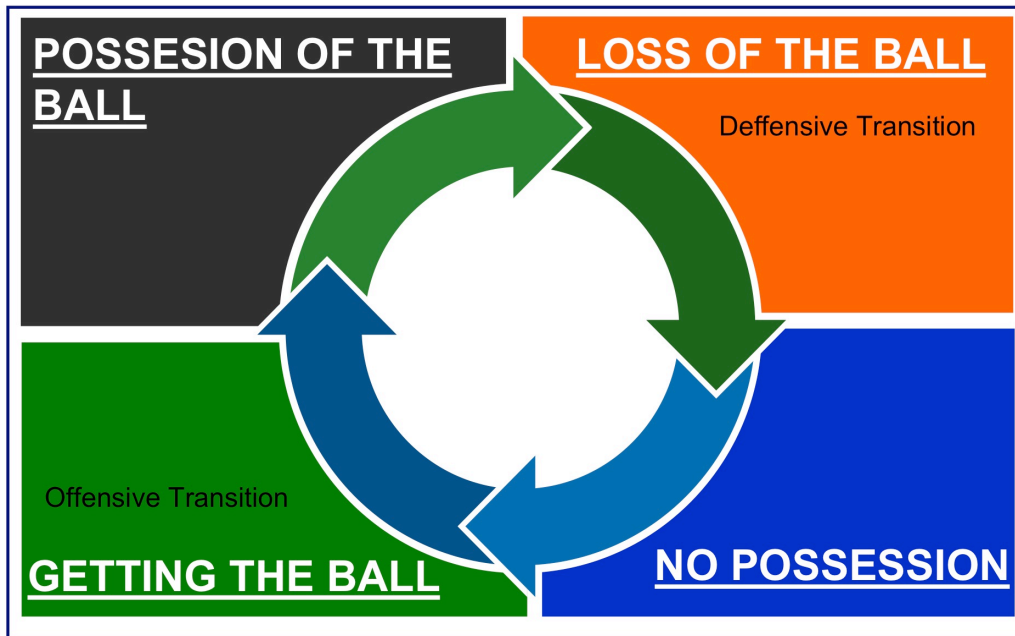 POSSESION OF THE
BALL
LOSS OF THE BALL
Deffensive Transition
Offensive Transition
GETTING THE BALL
NO POSSESSION